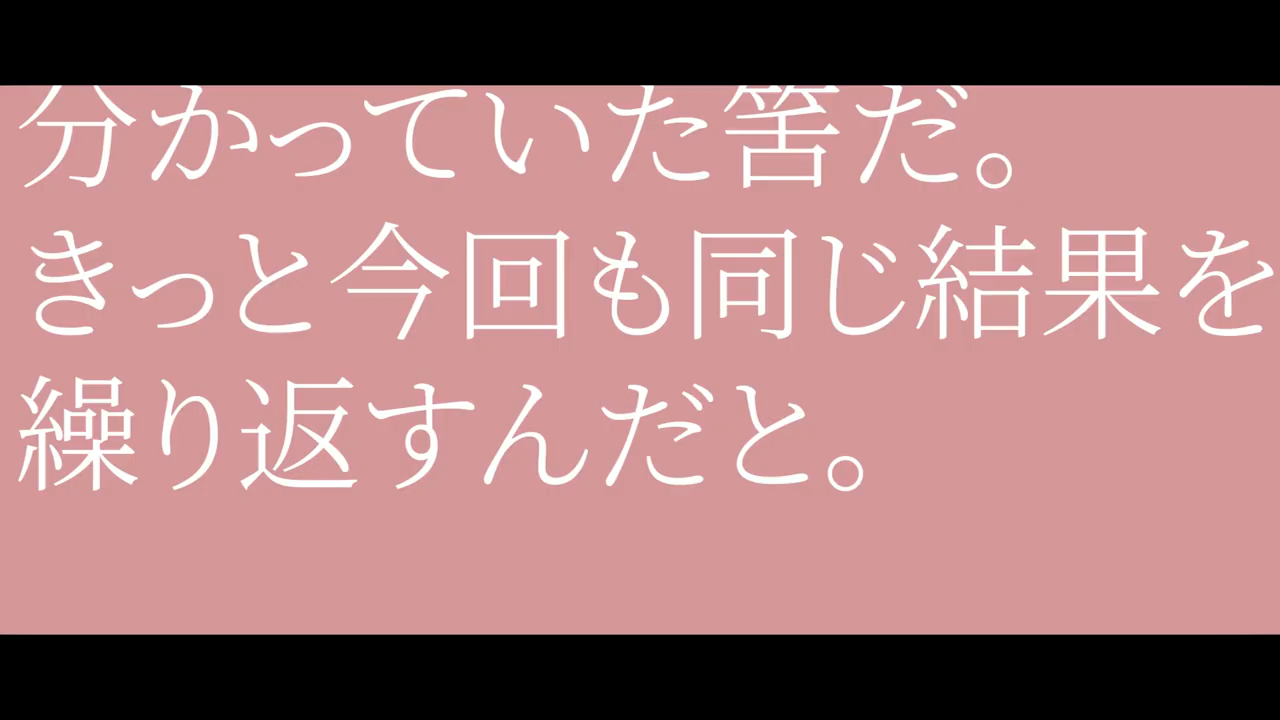 分かっていた筈だ。
きっと今回も同じ結果を
繰り返すんだと。